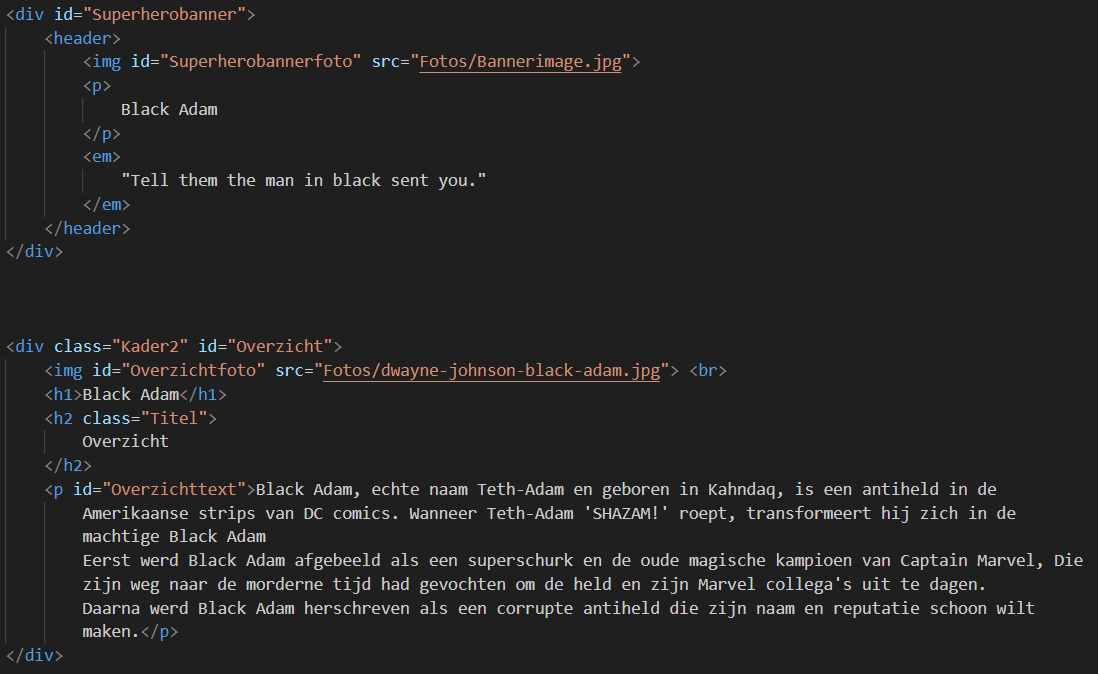 <div id="Superherobanner">
<header>
<img id="Superherobannerfoto" src="Fotos/Bannerimage.jpg">
<p>
Black Adam
</p>
<em>
"Tell them the man in black sent you."
</em>
</header>
</div>
<div class="Kader2" id="Overzicht">
<img id="Overzichtfoto" src="Fotos/dwayne-johnson-black-adam.jpg"> <br>
<h1>Black Adam</h1>
<h2 class="Titel">
Overzicht
</h2>
<p id="Overzichttext">Black Adam, echte naam Teth-Adam en geboren in Kahndaq, is een antiheld in de
Amerikaanse strips van DC comics. Wanneer Teth-Adam 'SHAZAM!' roept, transformeert hij zich in de
machtige Black Adam
Eerst werd Black Adam afgebeeld als een superschurk en de oude magische kampioen van Captain Marvel, Die
zijn weg naar de morderne tijd had gevochten om de held en zijn Marvel collega's uit te dagen.
Daarna werd Black Adam herschreven als een corrupte antiheld die zijn naam en reputatie schoon wilt
maken.</p>
</div>